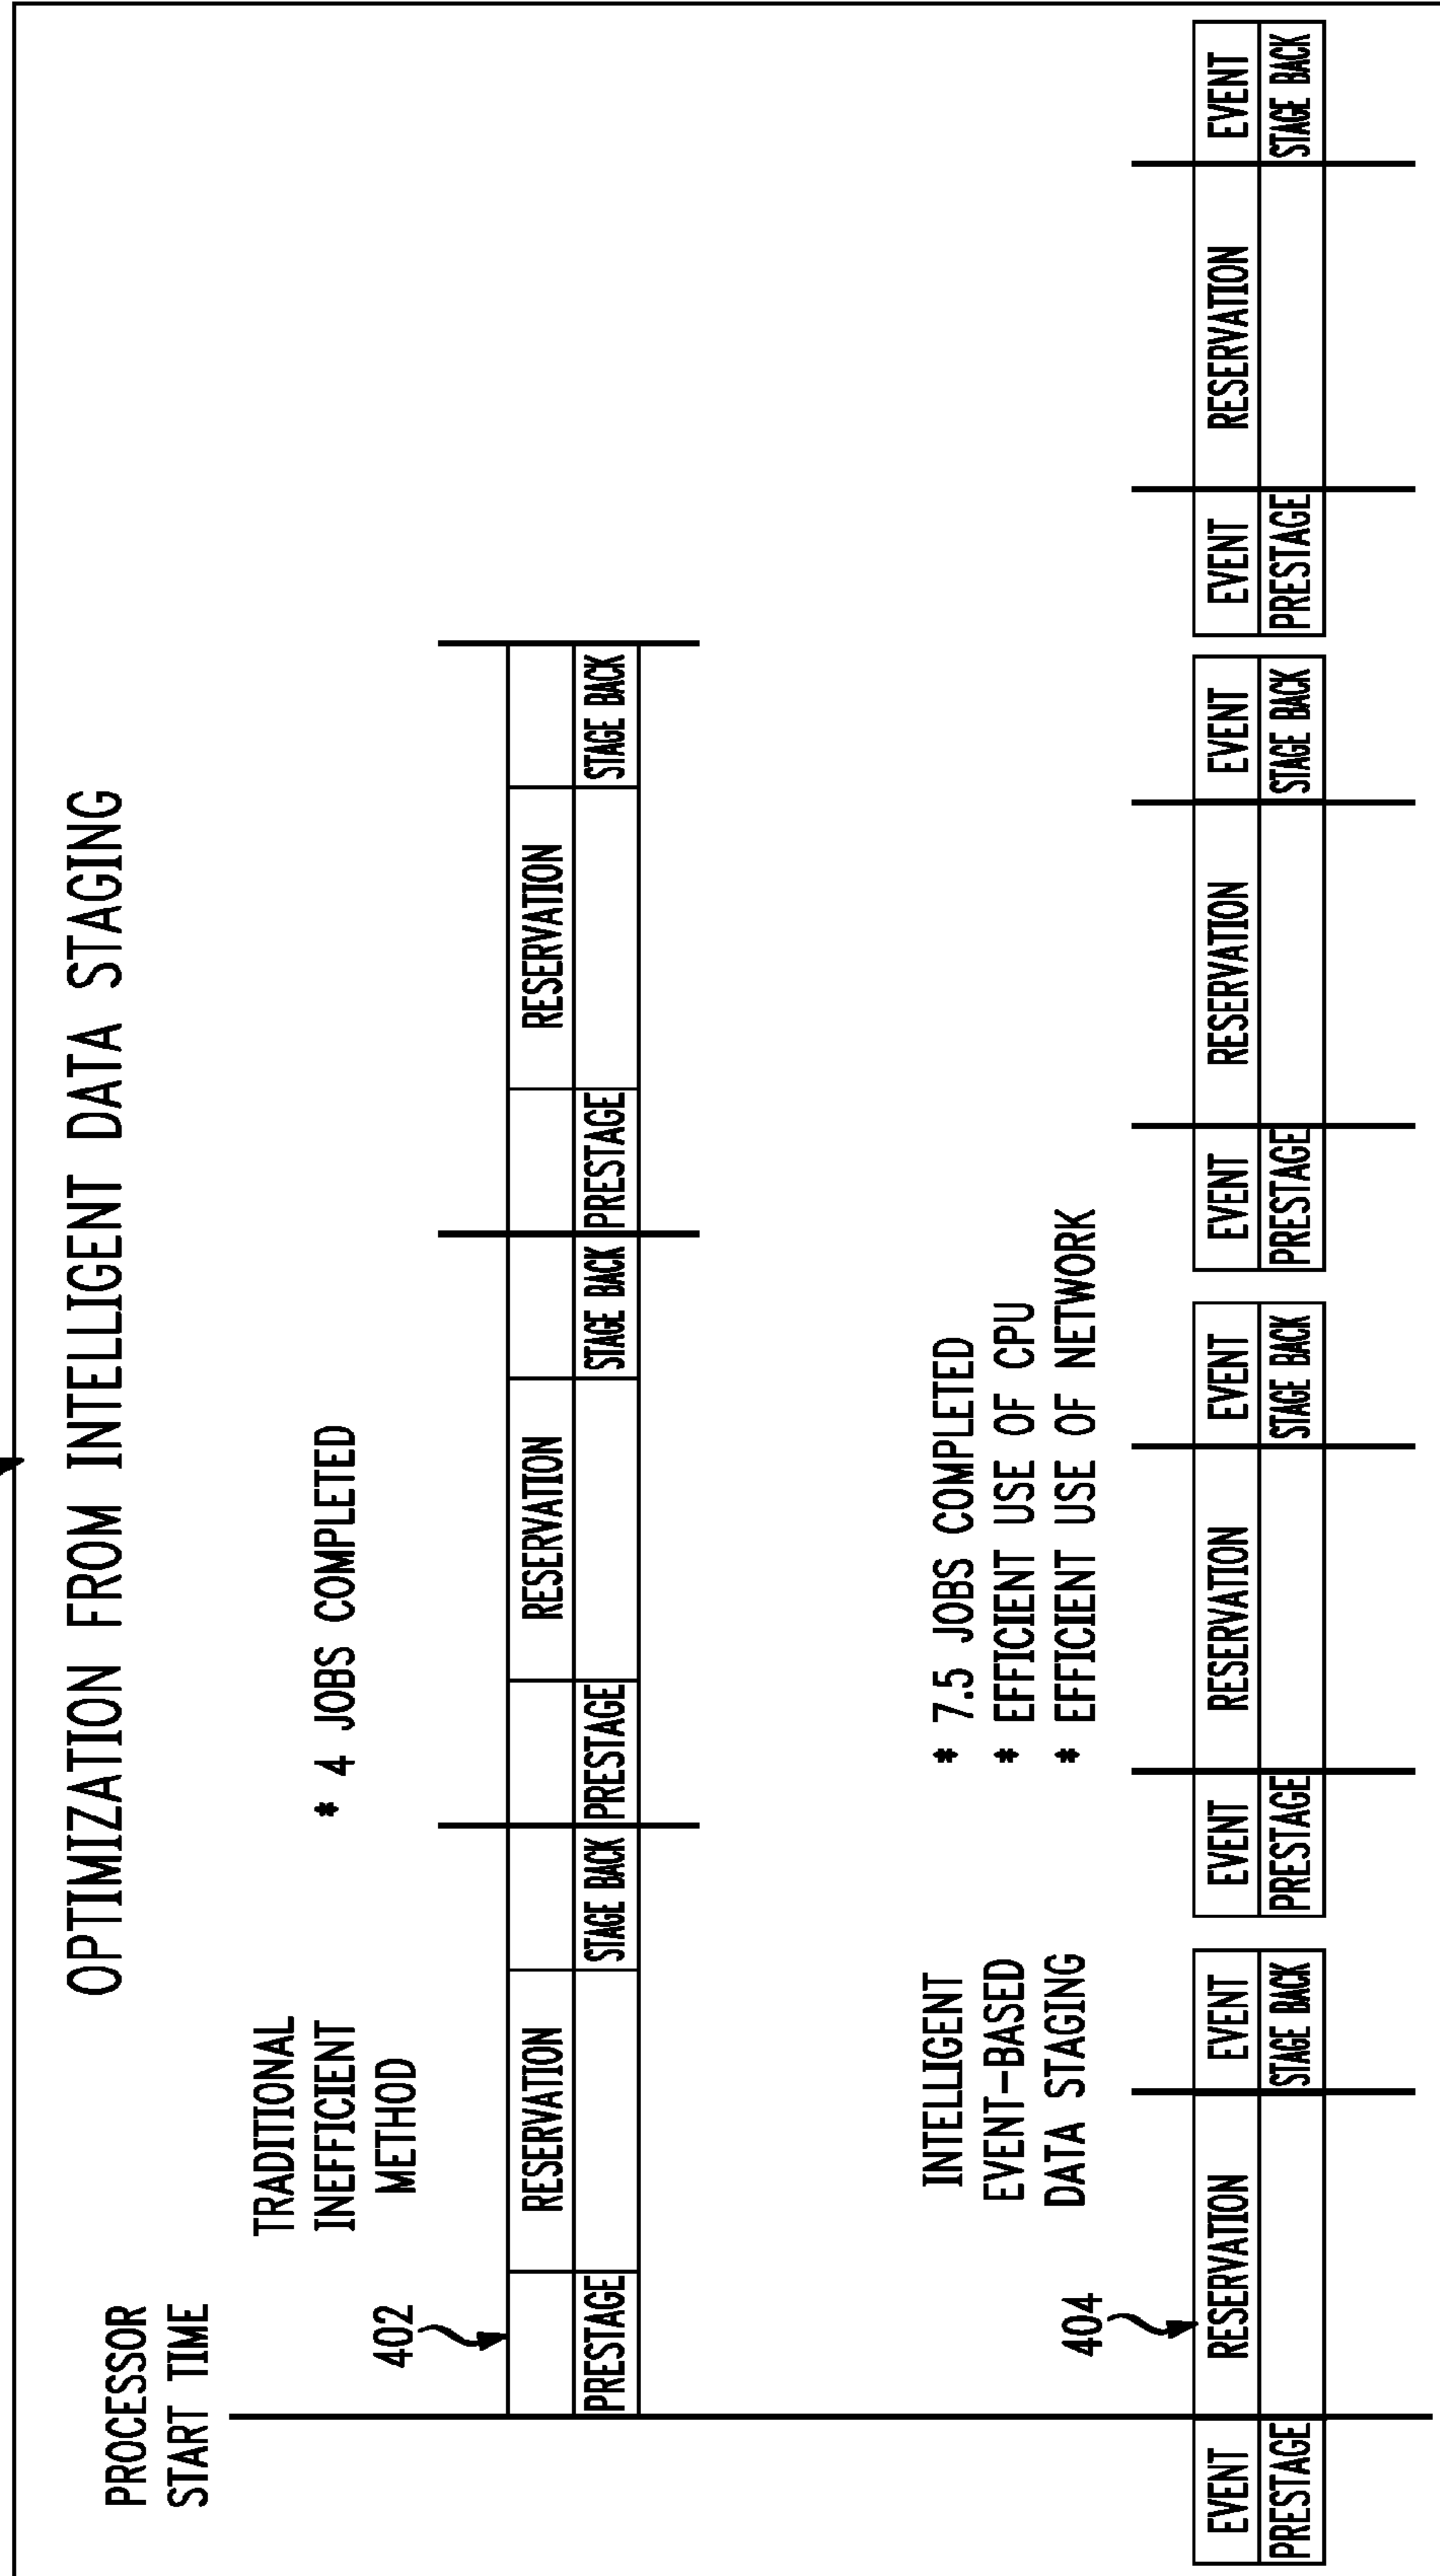 OPTIMIZATION FROM INTELLIGENT DATA STAGING
PROCESSOR
START TIME
TRADITIONAL
INEFFICIENT
METHOD
* 4 JOBS COMPLETED
402
RESERVATION RESERVATION RESERVATION
PRESTAGE STAGE BACK PRESTAGE STAGE BACK PRESTAGE STAGE BACK
INTELLIGENT
EVENT-BASED
DATA STAGING
* 7.5 JOBS COMPLETED
* EFFICIENT USE OF CPU
* EFFICIENT USE OF NETWORK
404
EVENT RESERVATION EVENT EVENT RESERVATION EVENT EVENT RESERVATION EVENT EVENT RESERVATION EVENT
PRESTAGE STAGE BACK PRESTAGE STAGE BACK PRESTAGE STAGE BACK PRESTAGE STAGE BACK